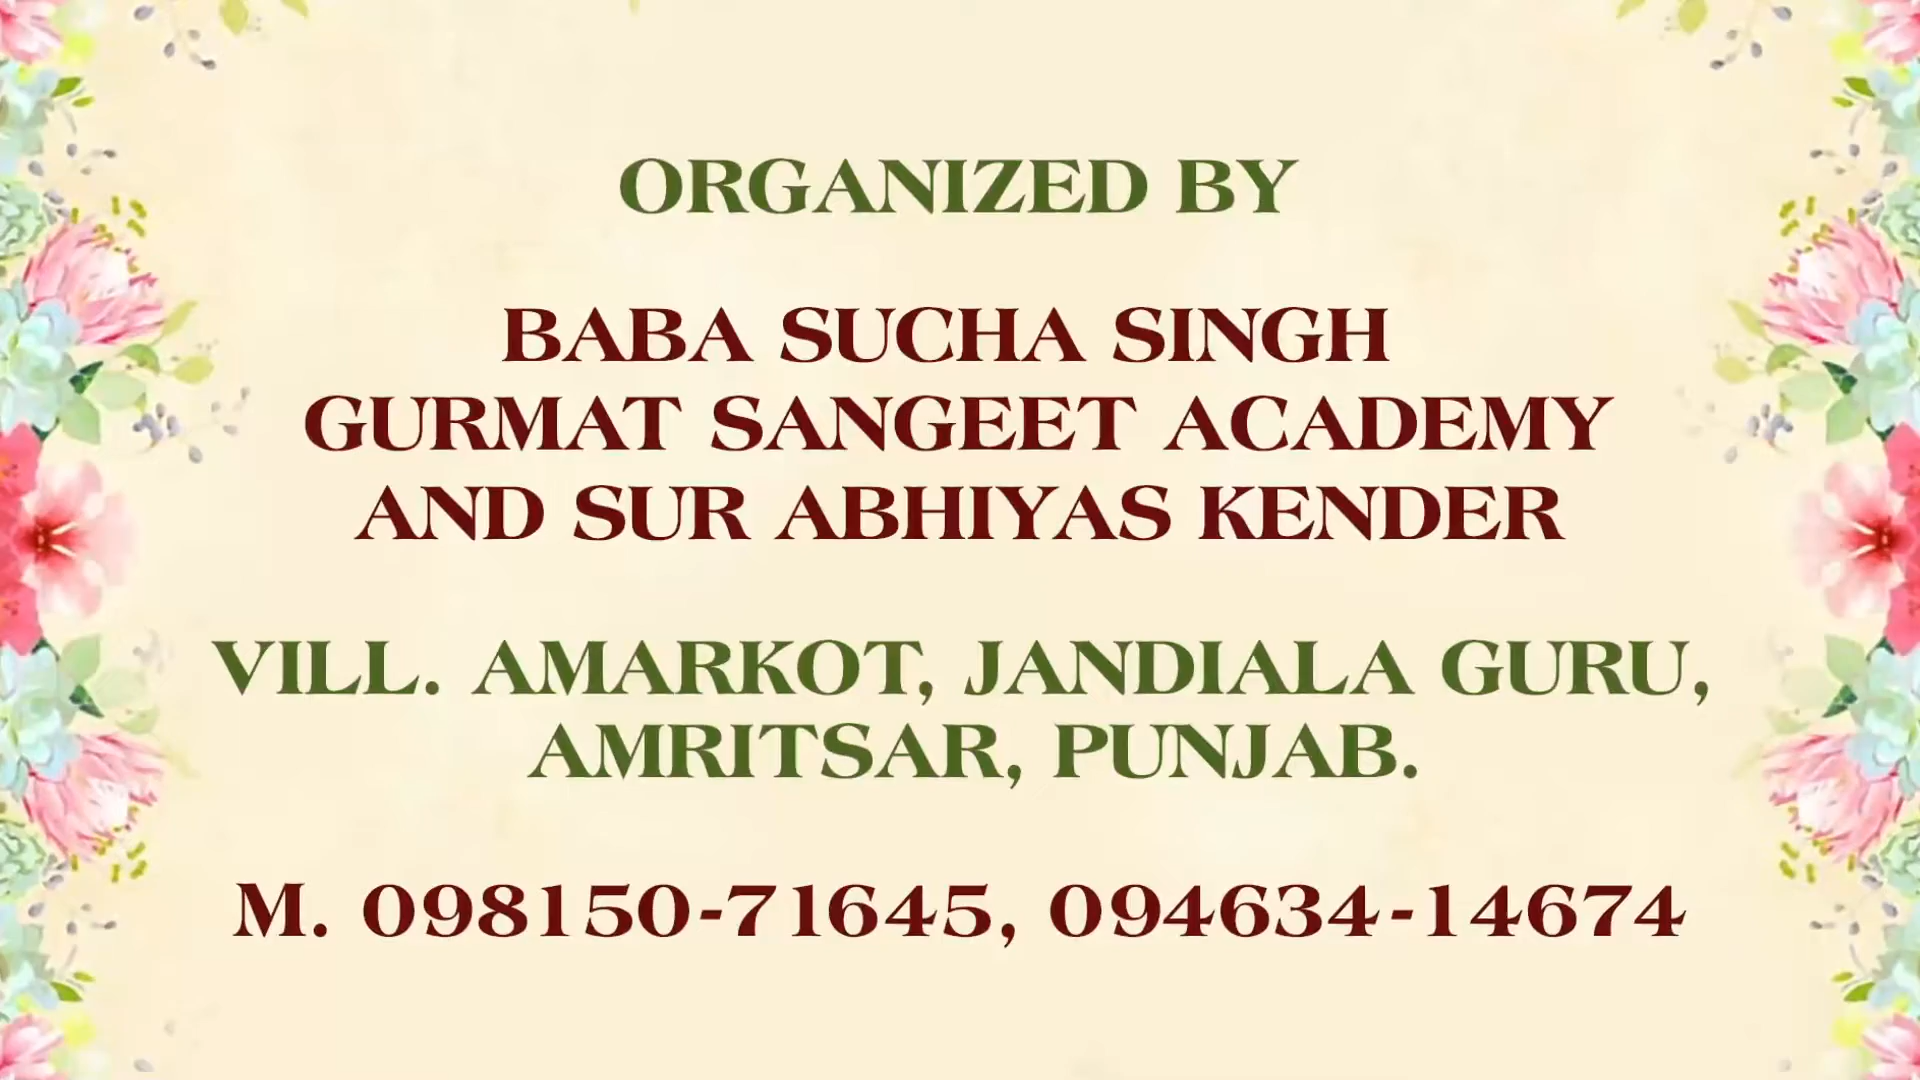 ORGANIZED BY
BABA SUCHA SINGH
GURMAT SANGEET ACADEMY
AND SUR ABHIYAS KENDER
VILL. AMARKOT, JANDIALA GURU,
AMRITSAR, PUNJAB.
M. 098150-71645, 094634-14674